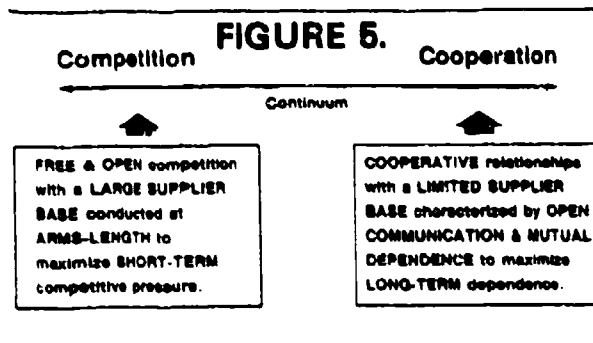 FIGURE 5.
Competition
Cooperation
Continuum
FREE & OPEN competition
with a LARGE SUPPLIER
BASE conducted at
ARMS-LENGTH to
maximize SHORT-TERM
competitive pressure.
COOPERATIVE relationships
with a LIMITED SUPPLIER
BASE characterized by OPEN
COMMUNICATION & MUTUAL
DEPENDENCE to maximize
LONG-TERM dependence.